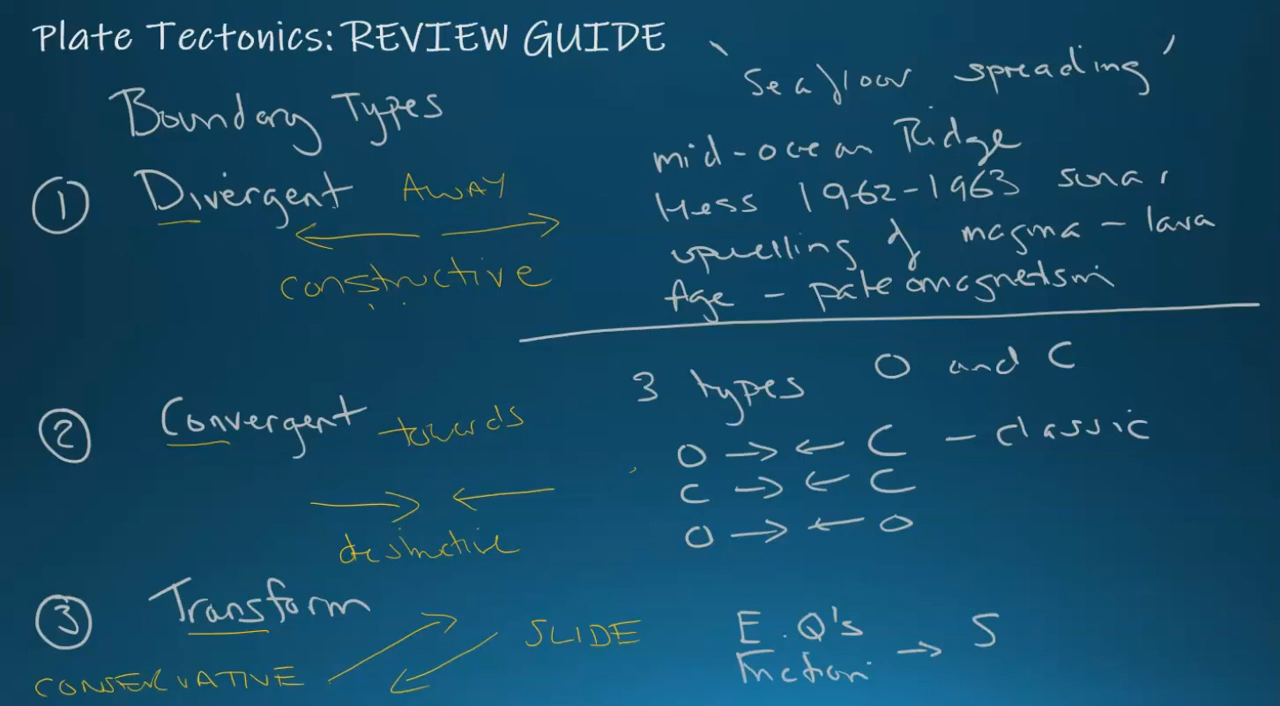 Plate Tectonics: REVIEW GUIDE
Boundary Types
① Divergent AWAY
constructive
'Seafloor spreading'
mid-ocean Ridge
Hess 1962-1963 sonar
upwelling of magma - lava
Age - paleomagnetism
② Convergent towards
destructive
3 types O and C
O → ← C - classic
C → ← C
O → ← O
③ Transform
SLIDE
CONSERVATIVE
E.Q's
Friction → S